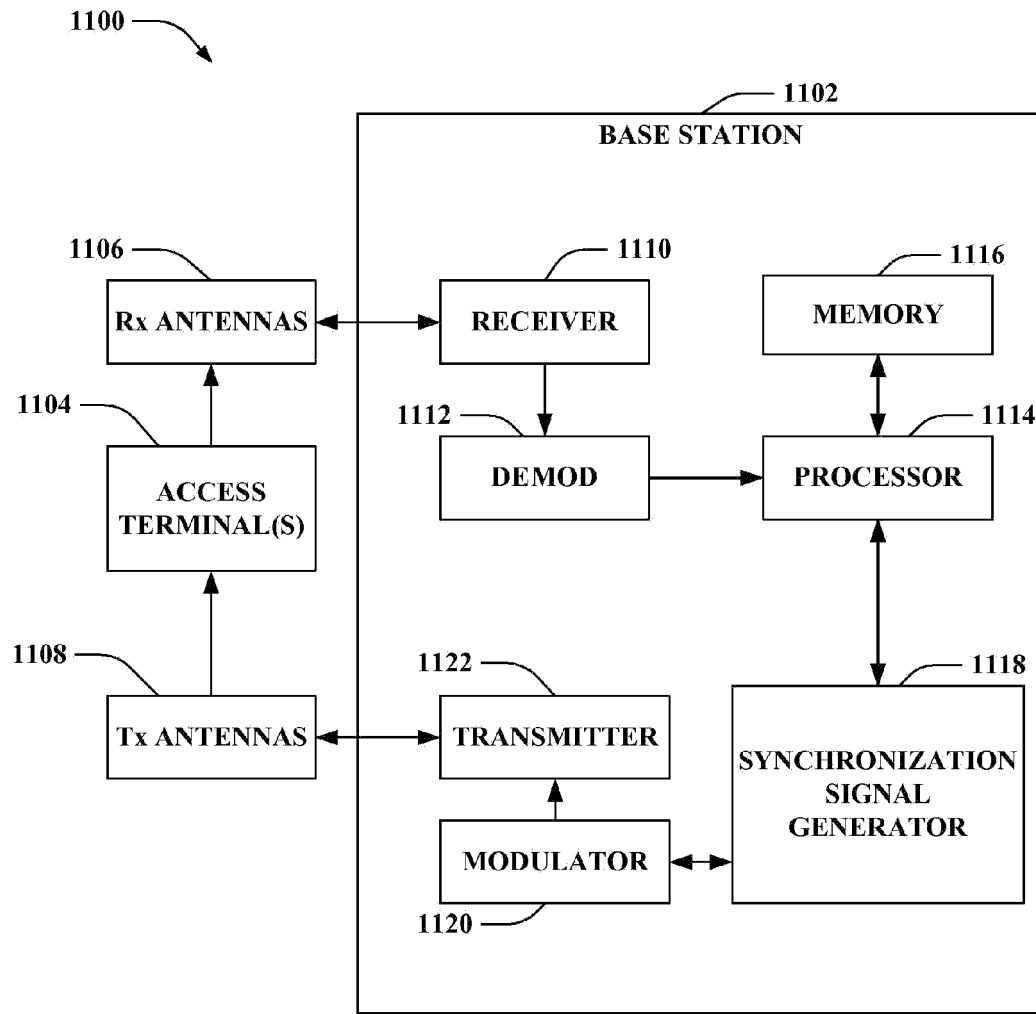 1100
1102
BASE STATION
1106
1110
1116
Rx ANTENNAS
RECEIVER
MEMORY
1104
1112
1114
ACCESS
TERMINAL(S)
DEMOD
PROCESSOR
1108
1122
1118
Tx ANTENNAS
TRANSMITTER
SYNCHRONIZATION
SIGNAL
GENERATOR
MODULATOR
1120